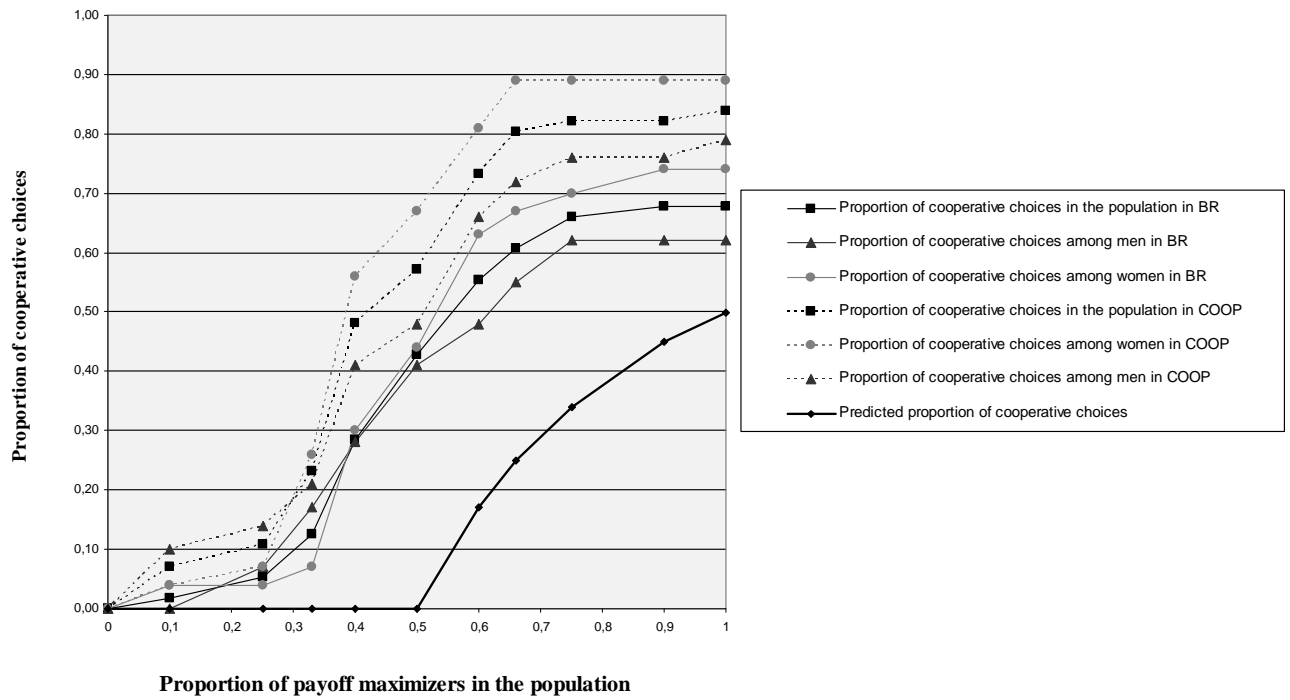 1,00
0,90
0,80
0,70
0,60
0,50
0,40
0,30
0,20
0,10
0,00
Proportion of cooperative choices
0 0,1 0,2 0,3 0,4 0,5 0,6 0,7 0,8 0,9 1
Proportion of payoff maximizers in the population
Proportion of cooperative choices in the population in BR
Proportion of cooperative choices among men in BR
Proportion of cooperative choices among women in BR
Proportion of cooperative choices in the population in COOP
Proportion of cooperative choices among women in COOP
Proportion of cooperative choices among men in COOP
Predicted proportion of cooperative choices